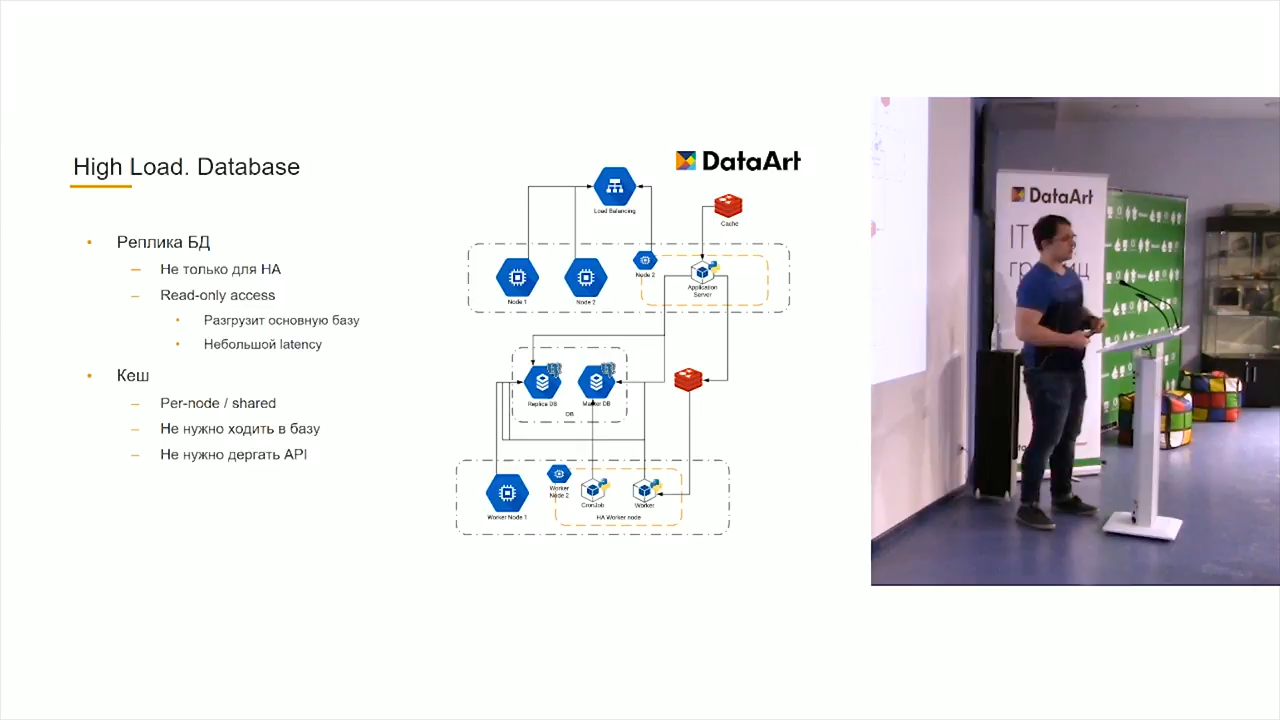 High Load. Database
DataArt
Реплика БД
Не только для HA
Read-only access
Разгрузит основную базу
Небольшой latency
Кеш
Per-node / shared
Не нужно ходить в базу
Не нужно дергать API
Load Balancing
Cache
Node 1
Node 2
Node 2
Application
Server
Replica DB
Master DB
DB
Worker Node 1
Worker
Node 2
CronJob
Worker
HA Worker node
DataArt
IT